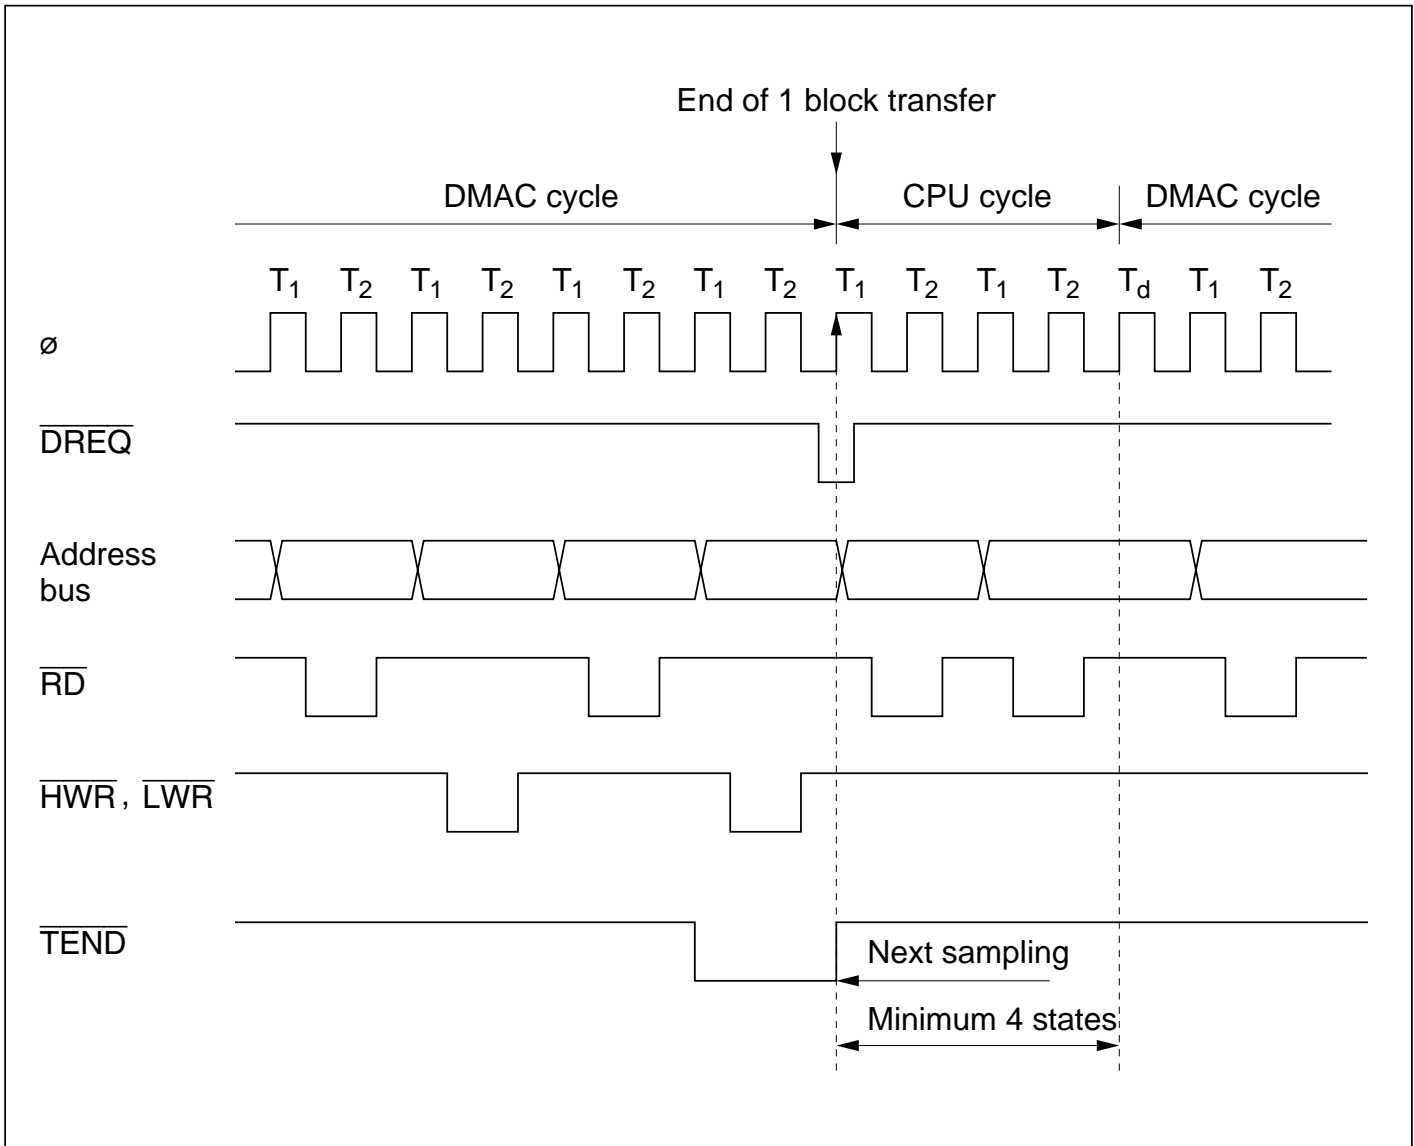 End of 1 block transfer
DMAC cycle CPU cycle DMAC cycle
T1 T2 T1 T2 T1 T2 T1 T2 T1 T2 T1 T2 Td T1 T2
ø
DREQ
Address
bus
RD
HWR, LWR
TEND
Next sampling
Minimum 4 states